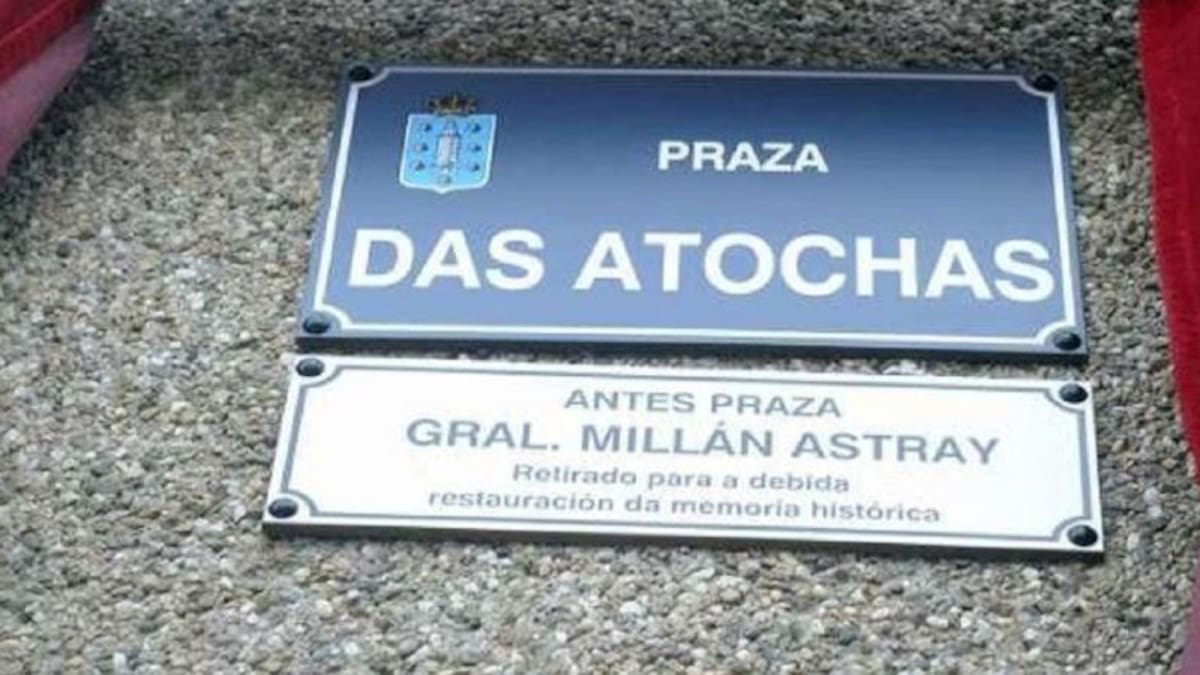 PRAZA
DAS ATOCHAS
ANTES PRAZA
GRAL. MILLÁN ASTRAY
Retirado para a debida
restauración da memoria histórica